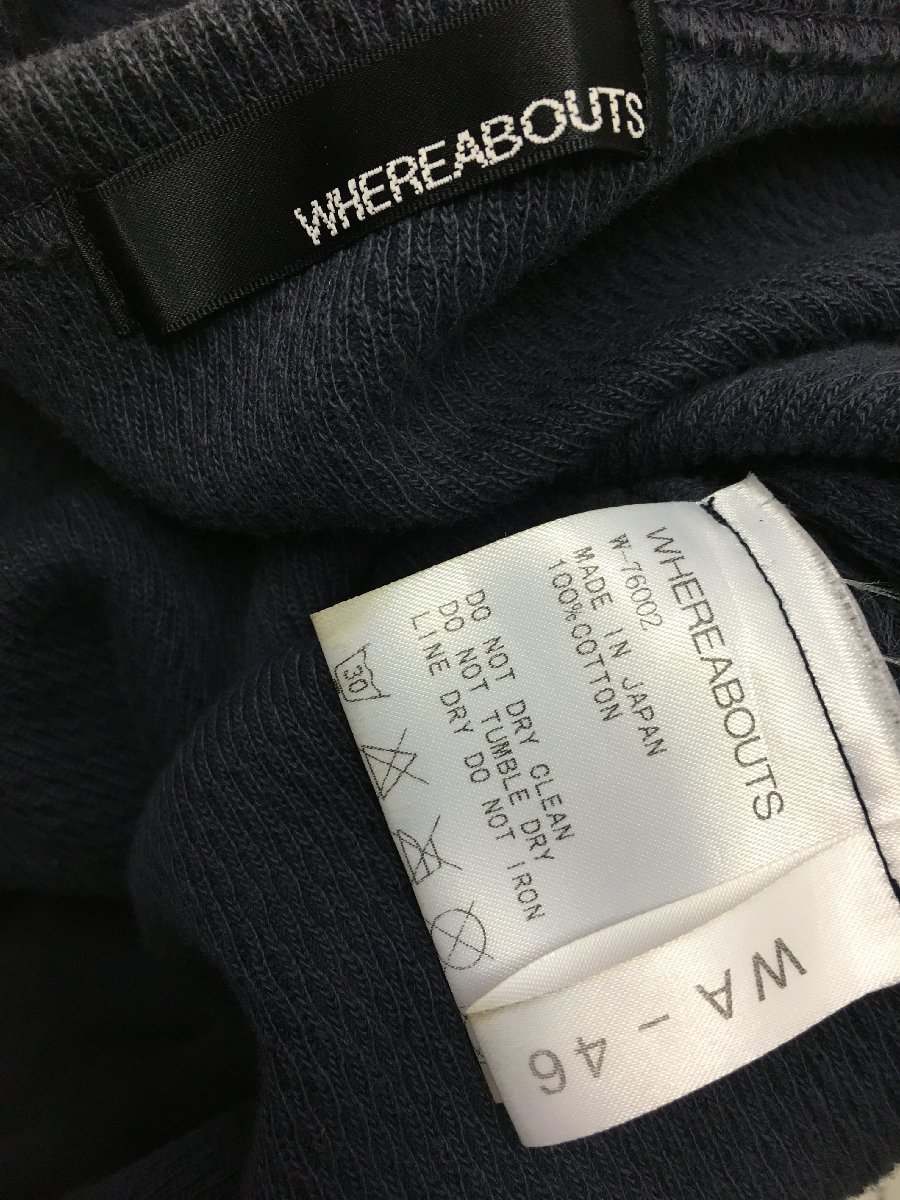 WHEREABOUTS
WHEREABOUTS
W-76002
MADE IN JAPAN
100%COTTON
DO NOT DRY CLEAN
DO NOT TUMBLE DRY
LINE DRY DO NOT IRON
30
WA-46